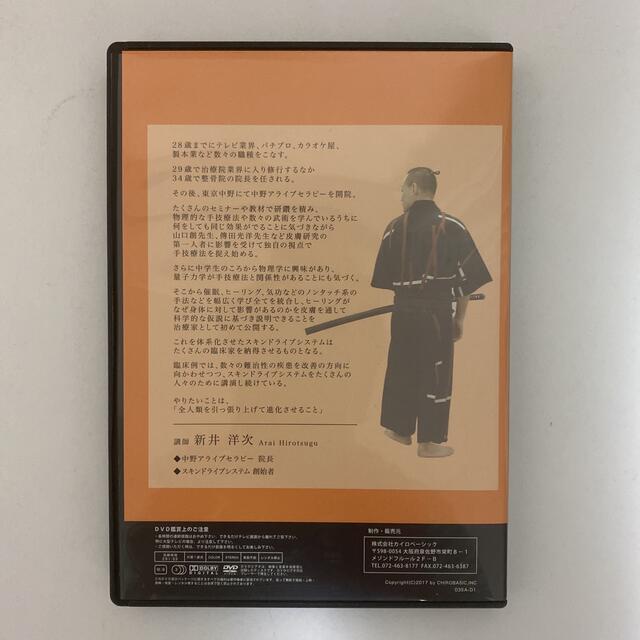 28歳までにテレビ業界、パチプロ、カラオケ屋、
製本業など数々の職種をこなす。
29歳で治療院業界に入り修行するなか
34歳で整骨院の院長を任される。
その後、東京中野にて中野アライブセラピーを開院。
たくさんのセミナーや教材で研鑽を積み、
物理的な手技療法や数々の武術を学んでいるうちに
何をしても同じ効果がでることに気づきながら
山口創先生、傳田光洋先生など皮膚研究の
第一人者に影響を受けて独自の視点で
手技療法を捉え始める。
さらに中学生のころから物理学に興味があり、
量子力学が手技療法と関係性があることにも気づく。
そこから催眠、ヒーリング、気功などのノンタッチ系の
手法などを幅広く学び全てを統合し、ヒーリングが
なぜ身体に対して影響があるのかを皮膚を通して
科学的な仮説に基づき説明できることを
治療家として初めて公開する。
これを体系化させたスキンドライブシステムは
たくさんの臨床家を納得させるものとなる。
臨床例では、数々の難治性の疾患を改善の方向に
向かわせつつ、スキンドライブシステムをたくさんの
人々のために講演し続けている。
やりたいことは、
「全人類を引っ張り上げて進化させること」
講師 新井 洋次 Arai Hirotsugu
◆中野アライブセラピー 院長
◆スキンドライブシステム 創始者
DVD鑑賞上のご注意
制作・販売元
株式会社カイロベーシック
〒598-0054 大阪府泉佐野市栄町8-1
メゾンドフルール2F-B
TEL.072-463-8177 FAX.072-463-6387
COLOR
STEREO
DOLBY
DIGITAL
DVD
Copyright(C)2017 by CHIROBASIC,INC